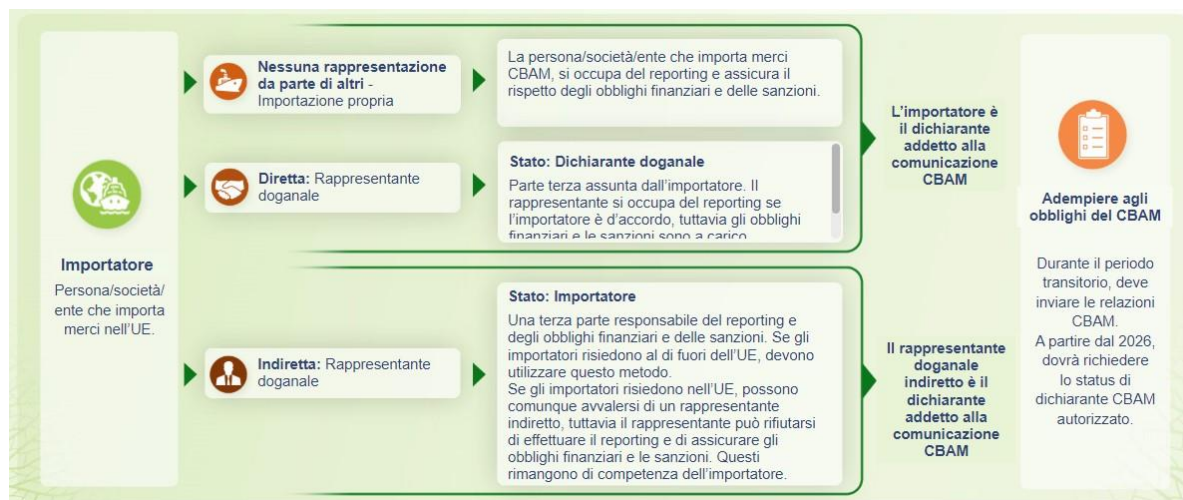 Importatore
Persona/società/
ente che importa
merci nell'UE.
Nessuna rappresentazione
da parte di altri -
Importazione propria
La persona/società/ente che importa merci
CBAM, si occupa del reporting e assicura il
rispetto degli obblighi finanziari e delle sanzioni.
Diretta: Rappresentante
doganale
Stato: Dichiarante doganale
Parte terza assunta dall'importatore. Il
rappresentante si occupa del reporting se
l'importatore è d'accordo, tuttavia gli obblighi
finanziari e le sanzioni sono a carico
L'importatore è
il dichiarante
addetto alla
comunicazione
CBAM
Indiretta: Rappresentante
doganale
Stato: Importatore
Una terza parte responsabile del reporting e
degli obblighi finanziari e delle sanzioni. Se gli
importatori risiedono al di fuori dell'UE, devono
utilizzare questo metodo.
Se gli importatori risiedono nell'UE, possono
comunque avvalersi di un rappresentante
indiretto, tuttavia il rappresentante può rifiutarsi
di effettuare il reporting e di assicurare gli
obblighi finanziari e le sanzioni. Questi
rimangono di competenza dell'importatore.
Il rappresentante
doganale
indiretto è il
dichiarante
addetto alla
comunicazione
CBAM
Adempiere agli
obblighi del CBAM
Durante il periodo
transitorio, deve
inviare le relazioni
CBAM.
A partire dal 2026,
dovrà richiedere
lo status di
dichiarante CBAM
autorizzato.